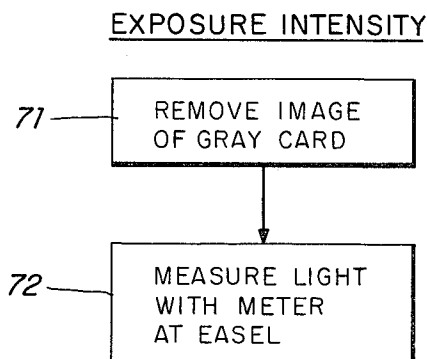 EXPOSURE INTENSITY
71
REMOVE IMAGE
OF GRAY CARD
72
MEASURE LIGHT
WITH METER
AT EASEL